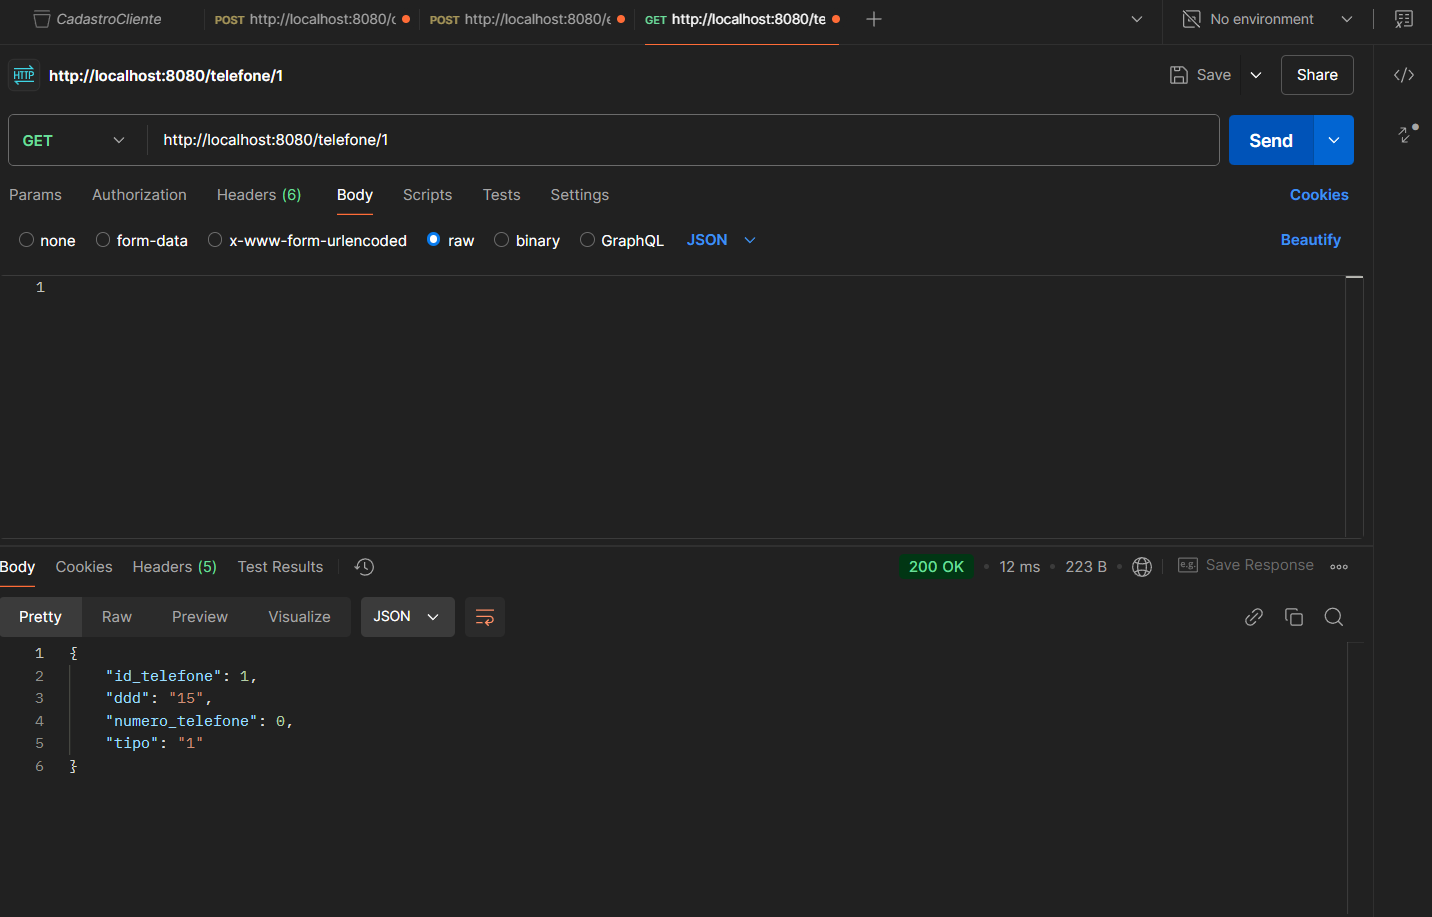 CadastroCliente POST http://localhost:8080/c POST http://localhost:8080/e GET http://localhost:8080/te No environment
HTTP http://localhost:8080/telefone/1 Save Share
GET http://localhost:8080/telefone/1 Send
Params Authorization Headers (6) Body Scripts Tests Settings Cookies
none form-data x-www-form-urlencoded raw binary GraphQL JSON Beautify
1
Body Cookies Headers (5) Test Results 200 OK • 12 ms • 223 B • e.g. Save Response
Pretty Raw Preview Visualize JSON
1 {
2 "id_telefone": 1,
3 "ddd": "15",
4 "numero_telefone": 0,
5 "tipo": "1"
6 }